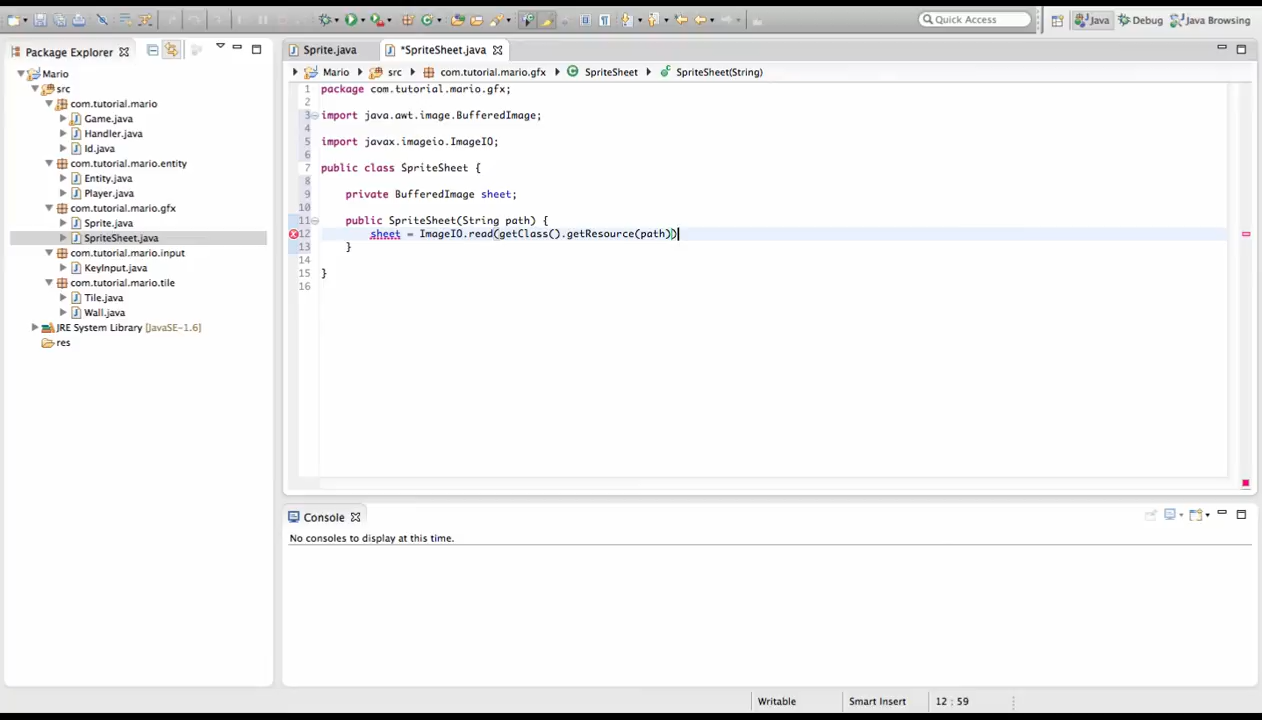 Quick Access
Java
Debug
Java Browsing
Package Explorer
Sprite.java
*SpriteSheet.java
Mario
src
com.tutorial.mario
Game.java
Handler.java
Id.java
com.tutorial.mario.entity
Entity.java
Player.java
com.tutorial.mario.gfx
Sprite.java
SpriteSheet.java
com.tutorial.mario.input
KeyInput.java
com.tutorial.mario.tile
Tile.java
Wall.java
JRE System Library [JavaSE-1.6]
res
Mario src com.tutorial.mario.gfx SpriteSheet SpriteSheet(String)
1 package com.tutorial.mario.gfx;
2
3 import java.awt.image.BufferedImage;
4
5 import javax.imageio.ImageIO;
6
7 public class SpriteSheet {
8
9 private BufferedImage sheet;
10
11 public SpriteSheet(String path) {
12 sheet = ImageIO.read(getClass().getResource(path))
13 }
14
15 }
16
Console
No consoles to display at this time.
Writable
Smart Insert
12 : 59